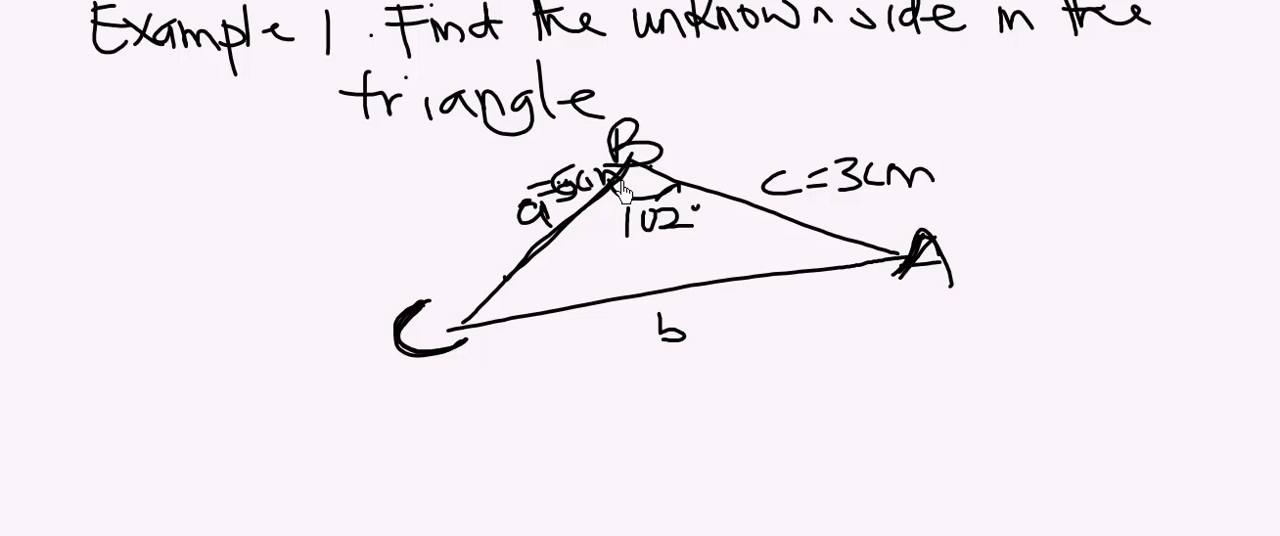 Example 1. Find the unknown side in the
triangle
B
a=5cm
c=3cm
102°
A
C
b